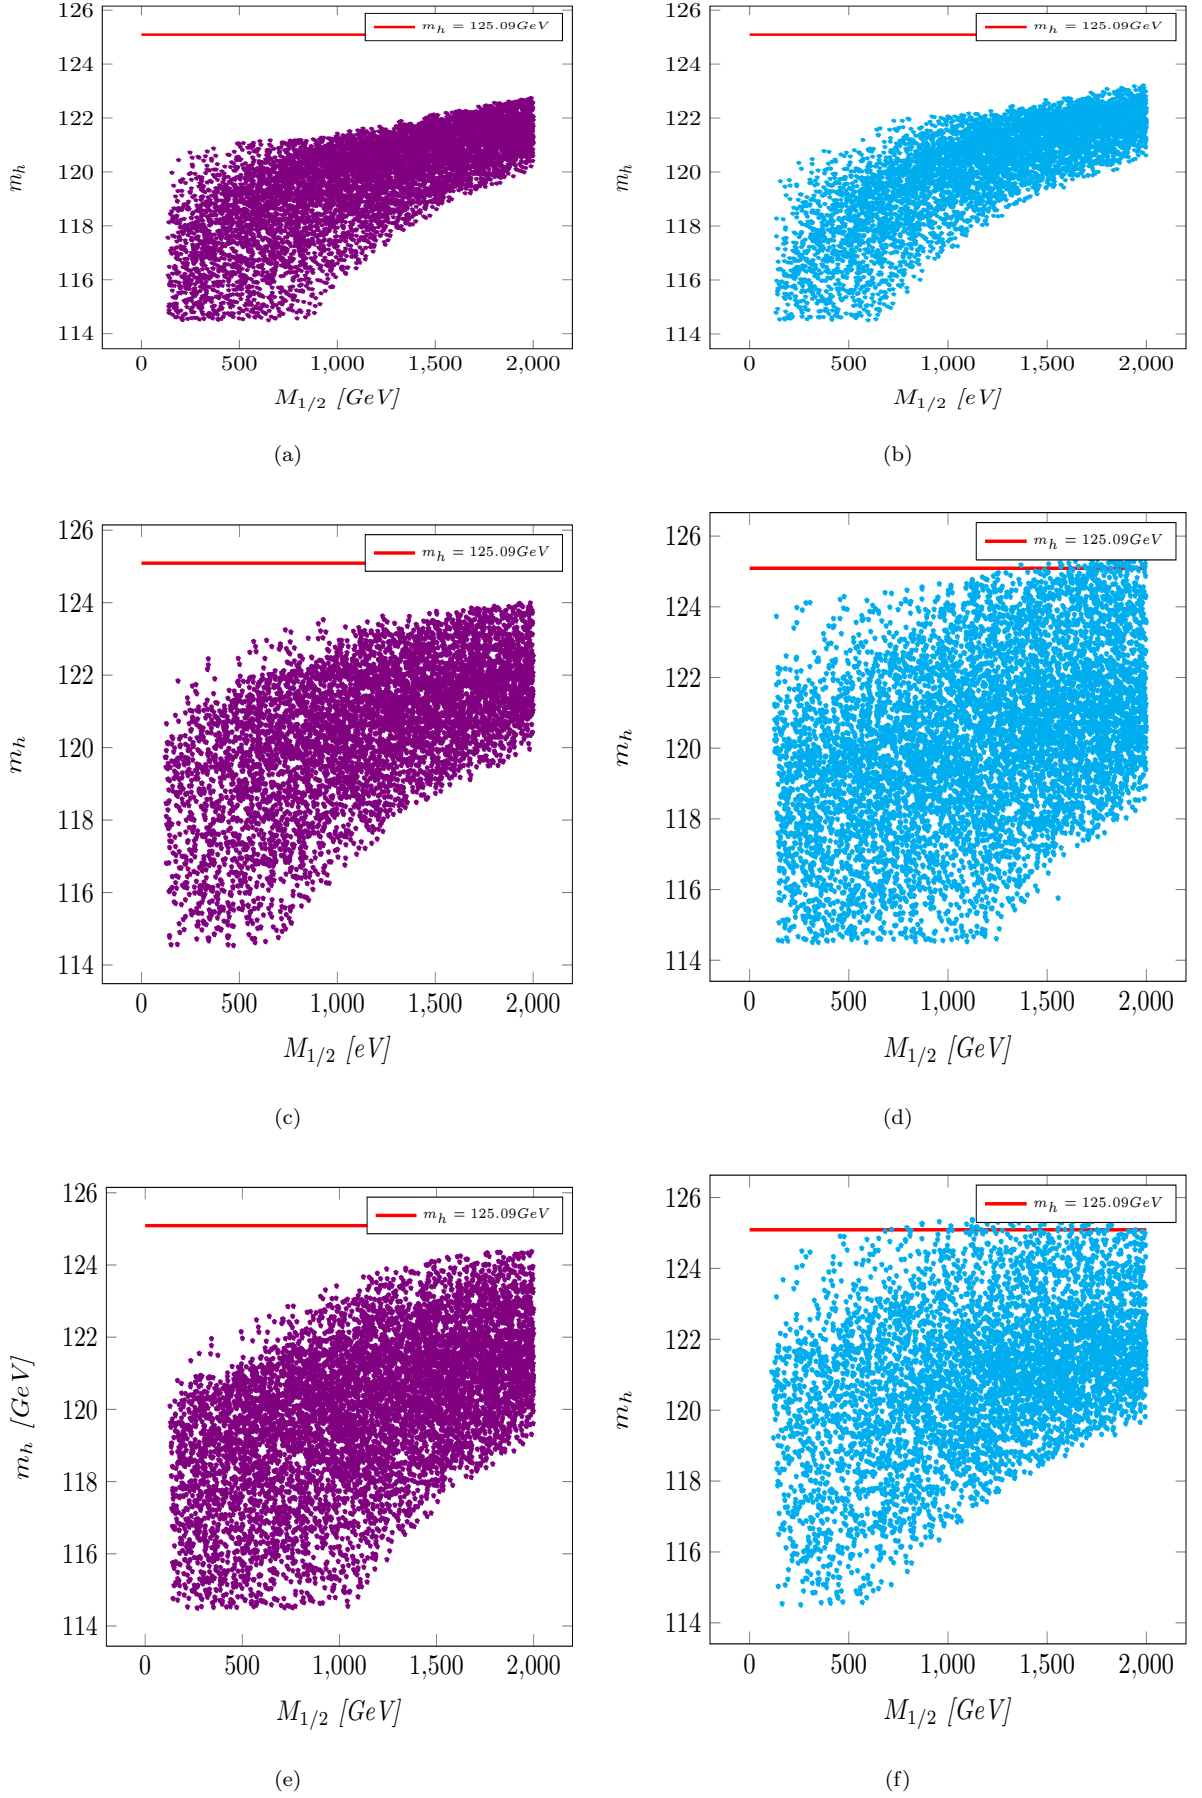 126
124
122
120
118
116
114
m_h
m_h = 125.09GeV
0 500 1,000 1,500 2,000
M_{1/2} [GeV]
(a)
126
124
122
120
118
116
114
m_h
m_h = 125.09GeV
0 500 1,000 1,500 2,000
M_{1/2} [eV]
(b)
126
124
122
120
118
116
114
m_h
m_h = 125.09GeV
0 500 1,000 1,500 2,000
M_{1/2} [eV]
(c)
126
124
122
120
118
116
114
m_h
m_h = 125.09GeV
0 500 1,000 1,500 2,000
M_{1/2} [GeV]
(d)
126
124
122
120
118
116
114
m_h [GeV]
m_h = 125.09GeV
0 500 1,000 1,500 2,000
M_{1/2} [GeV]
(e)
126
124
122
120
118
116
114
m_h
m_h = 125.09GeV
0 500 1,000 1,500 2,000
M_{1/2} [GeV]
(f)